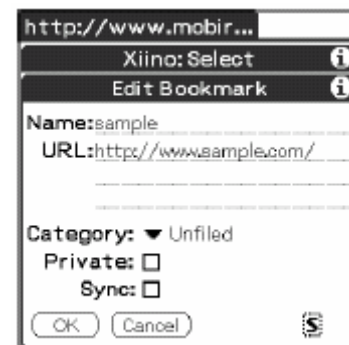 http://www.mobir...
Xiino: Select
Edit Bookmark
Name: sample
URL: http://www.sample.com/
Category: Unfiled
Private:
Sync:
OK Cancel
S